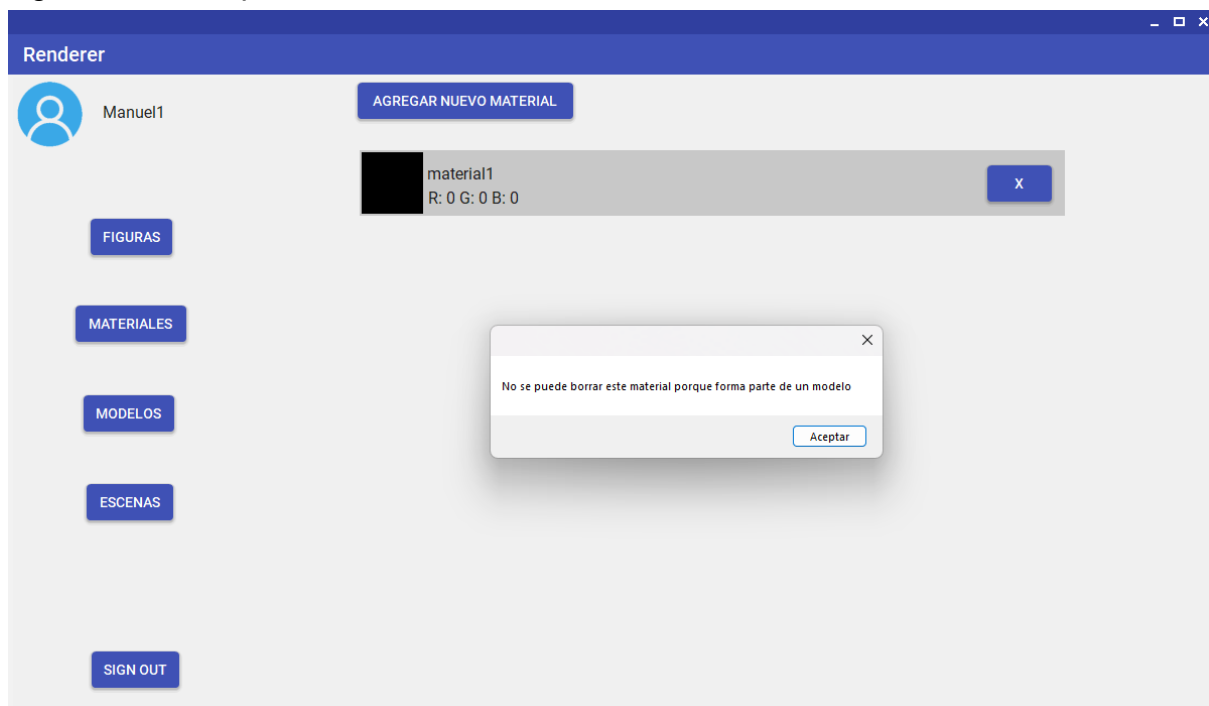 Renderer
Manuel1
AGREGAR NUEVO MATERIAL
material1
R: 0 G: 0 B: 0
X
FIGURAS
MATERIALES
No se puede borrar este material porque forma parte de un modelo
Aceptar
MODELOS
ESCENAS
SIGN OUT